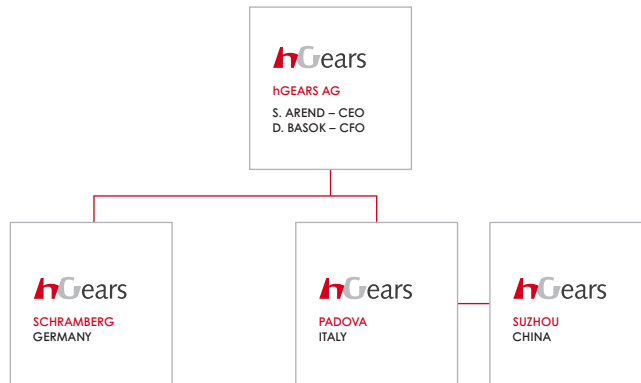 hGears
hGEARS AG
S. AREND – CEO
D. BASOK – CFO
hGears
SCHRAMBERG
GERMANY
hGears
PADOVA
ITALY
hGears
SUZHOU
CHINA